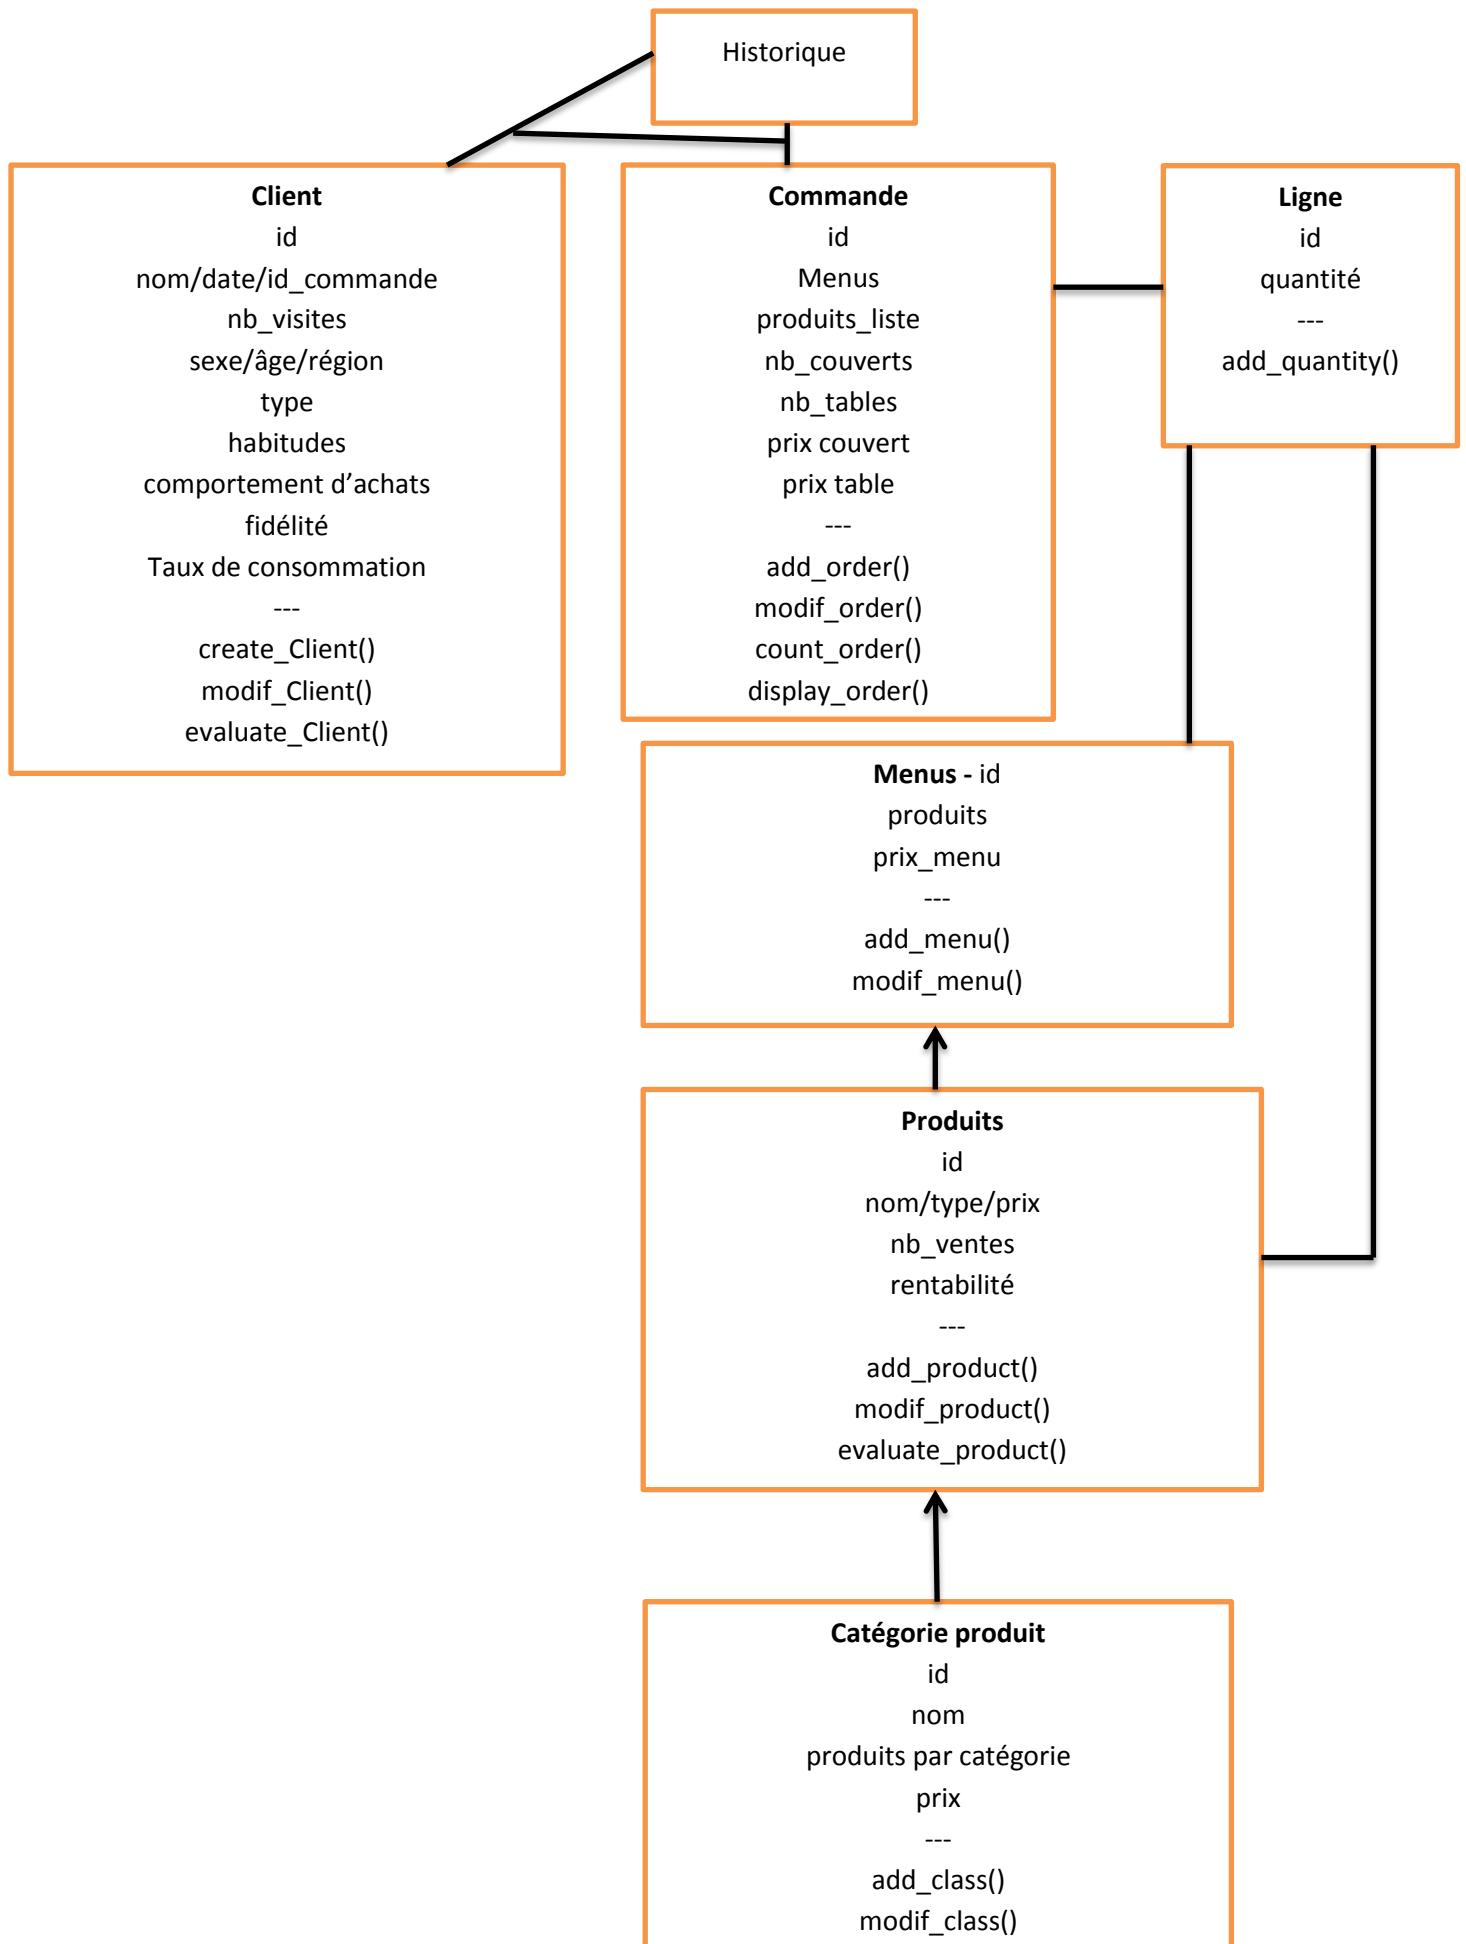 Historique
Client
id
nom/date/id_commande
nb_visites
sexe/âge/région
type
habitudes
comportement d’achats
fidélité
Taux de consommation
---
create_Client()
modif_Client()
evaluate_Client()
Commande
id
Menus
produits_liste
nb_couverts
nb_tables
prix couvert
prix table
---
add_order()
modif_order()
count_order()
display_order()
Ligne
id
quantité
---
add_quantity()
Menus - id
produits
prix_menu
---
add_menu()
modif_menu()
Produits
id
nom/type/prix
nb_ventes
rentabilité
---
add_product()
modif_product()
evaluate_product()
Catégorie produit
id
nom
produits par catégorie
prix
---
add_class()
modif_class()